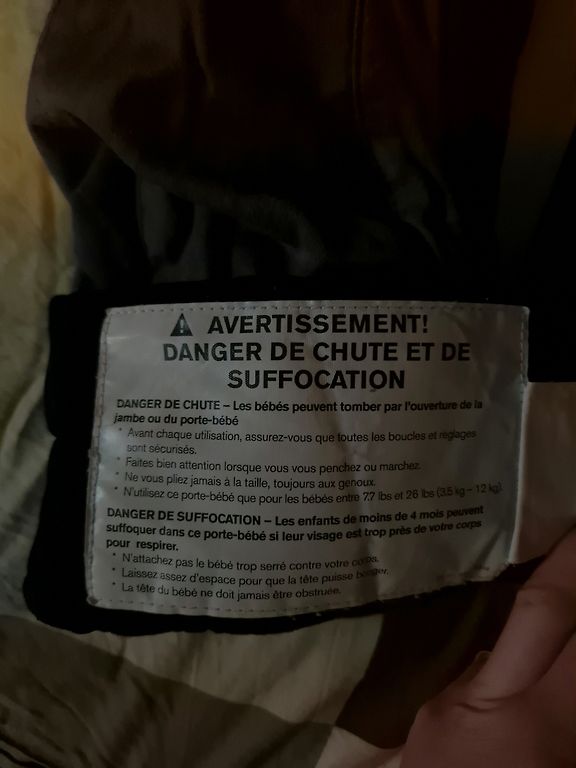 AVERTISSEMENT!
DANGER DE CHUTE ET DE
SUFFOCATION
DANGER DE CHUTE – Les bébés peuvent tomber par l'ouverture de la
jambe ou du porte-bébé
* Avant chaque utilisation, assurez-vous que toutes les boucles et réglages
sont sécurisés.
* Faites bien attention lorsque vous vous penchez ou marchez.
* Ne vous pliez jamais à la taille, toujours aux genoux.
* N'utilisez ce porte-bébé que pour les bébés entre 7.7 lbs et 26 lbs (3.5 kg – 12 kg).
DANGER DE SUFFOCATION – Les enfants de moins de 4 mois peuvent
suffoquer dans ce porte-bébé si leur visage est trop près de votre corps
pour respirer.
* N'attachez pas le bébé trop serré contre votre corps.
* Laissez assez d'espace pour que la tête puisse bouger.
* La tête du bébé ne doit jamais être obstruée.